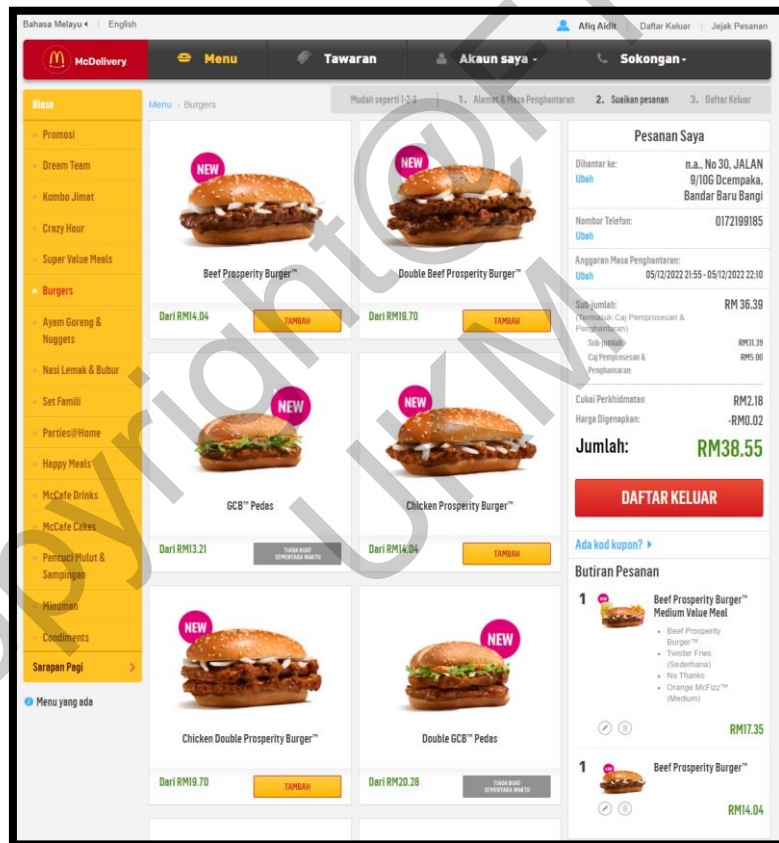 Bahasa Melayu
English
Afiq Aidit
Daftar Keluar
Jejak Pesanan
McDelivery
Menu
Tawaran
Akaun saya
Sokongan
Biasa
Promosi
Dream Team
Kombo Jimat
Crazy Hour
Super Value Meals
Burgers
Ayam Goreng &
Nuggets
Nasi Lemak & Bubur
Set Famili
Parties@Home
Happy Meals
McCafe Drinks
McCafe Cakes
Pencuci Mulut &
Sampingan
Minuman
Condiments
Sarapan Pagi
Menu yang ada
Menu > Burgers
Mudah seperti 1-2-3
1. Alamat & Masa Penghantaran
2. Suaikan pesanan
3. Daftar Keluar
NEW
Beef Prosperity Burger™
Dari RM14.04
TAMBAH
NEW
Double Beef Prosperity Burger™
Dari RM19.70
TAMBAH
NEW
GCB™ Pedas
Dari RM13.21
TIADA BUAT
SEMENTARA WAKTU
NEW
Chicken Prosperity Burger™
Dari RM14.04
TAMBAH
NEW
Chicken Double Prosperity Burger™
Dari RM19.70
TAMBAH
NEW
Double GCB™ Pedas
Dari RM20.28
TIADA BUAT
SEMENTARA WAKTU
Pesanan Saya
Dihantar ke:
Ubah
n.a., No 30, JALAN
9/10G Dcempaka,
Bandar Baru Bangi
Nombor Telefon:
0172199185
Ubah
Anggaran Masa Penghantaran:
Ubah
05/12/2022 21:55 - 05/12/2022 22:10
Sub-jumlah:
RM 36.39
(Termasuk Caj Pemprosesan &
Penghantaran)
Sub-jumlah:
RM31.39
Caj Pemprosesan &
Penghantaran:
RM5.00
Cukai Perkhidmatan
RM2.18
Harga Digenapkan:
-RM0.02
Jumlah:
RM38.55
DAFTAR KELUAR
Ada kod kupon?
Butiran Pesanan
1
Beef Prosperity Burger™
Medium Value Meal
Beef Prosperity
Burger™
Twister Fries
(Sederhana)
No Thanks
Orange McFizz™
(Medium)
RM17.35
1
Beef Prosperity Burger™
RM14.04
UKM